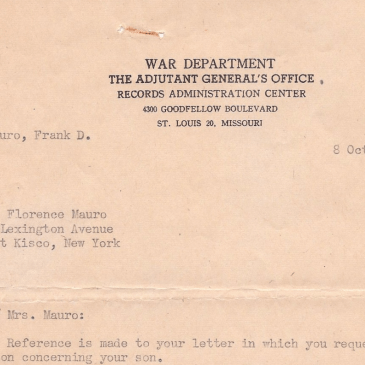 WAR DEPARTMENT
THE ADJUTANT GENERAL'S OFFICE
RECORDS ADMINISTRATION CENTER
4300 GOODFELLOW BOULEVARD
ST. LOUIS 20, MISSOURI
uro, Frank D.
8 Oct
Florence Mauro
Lexington Avenue
t Kisco, New York
Mrs. Mauro:
Reference is made to your letter in which you reque
on concerning your son.